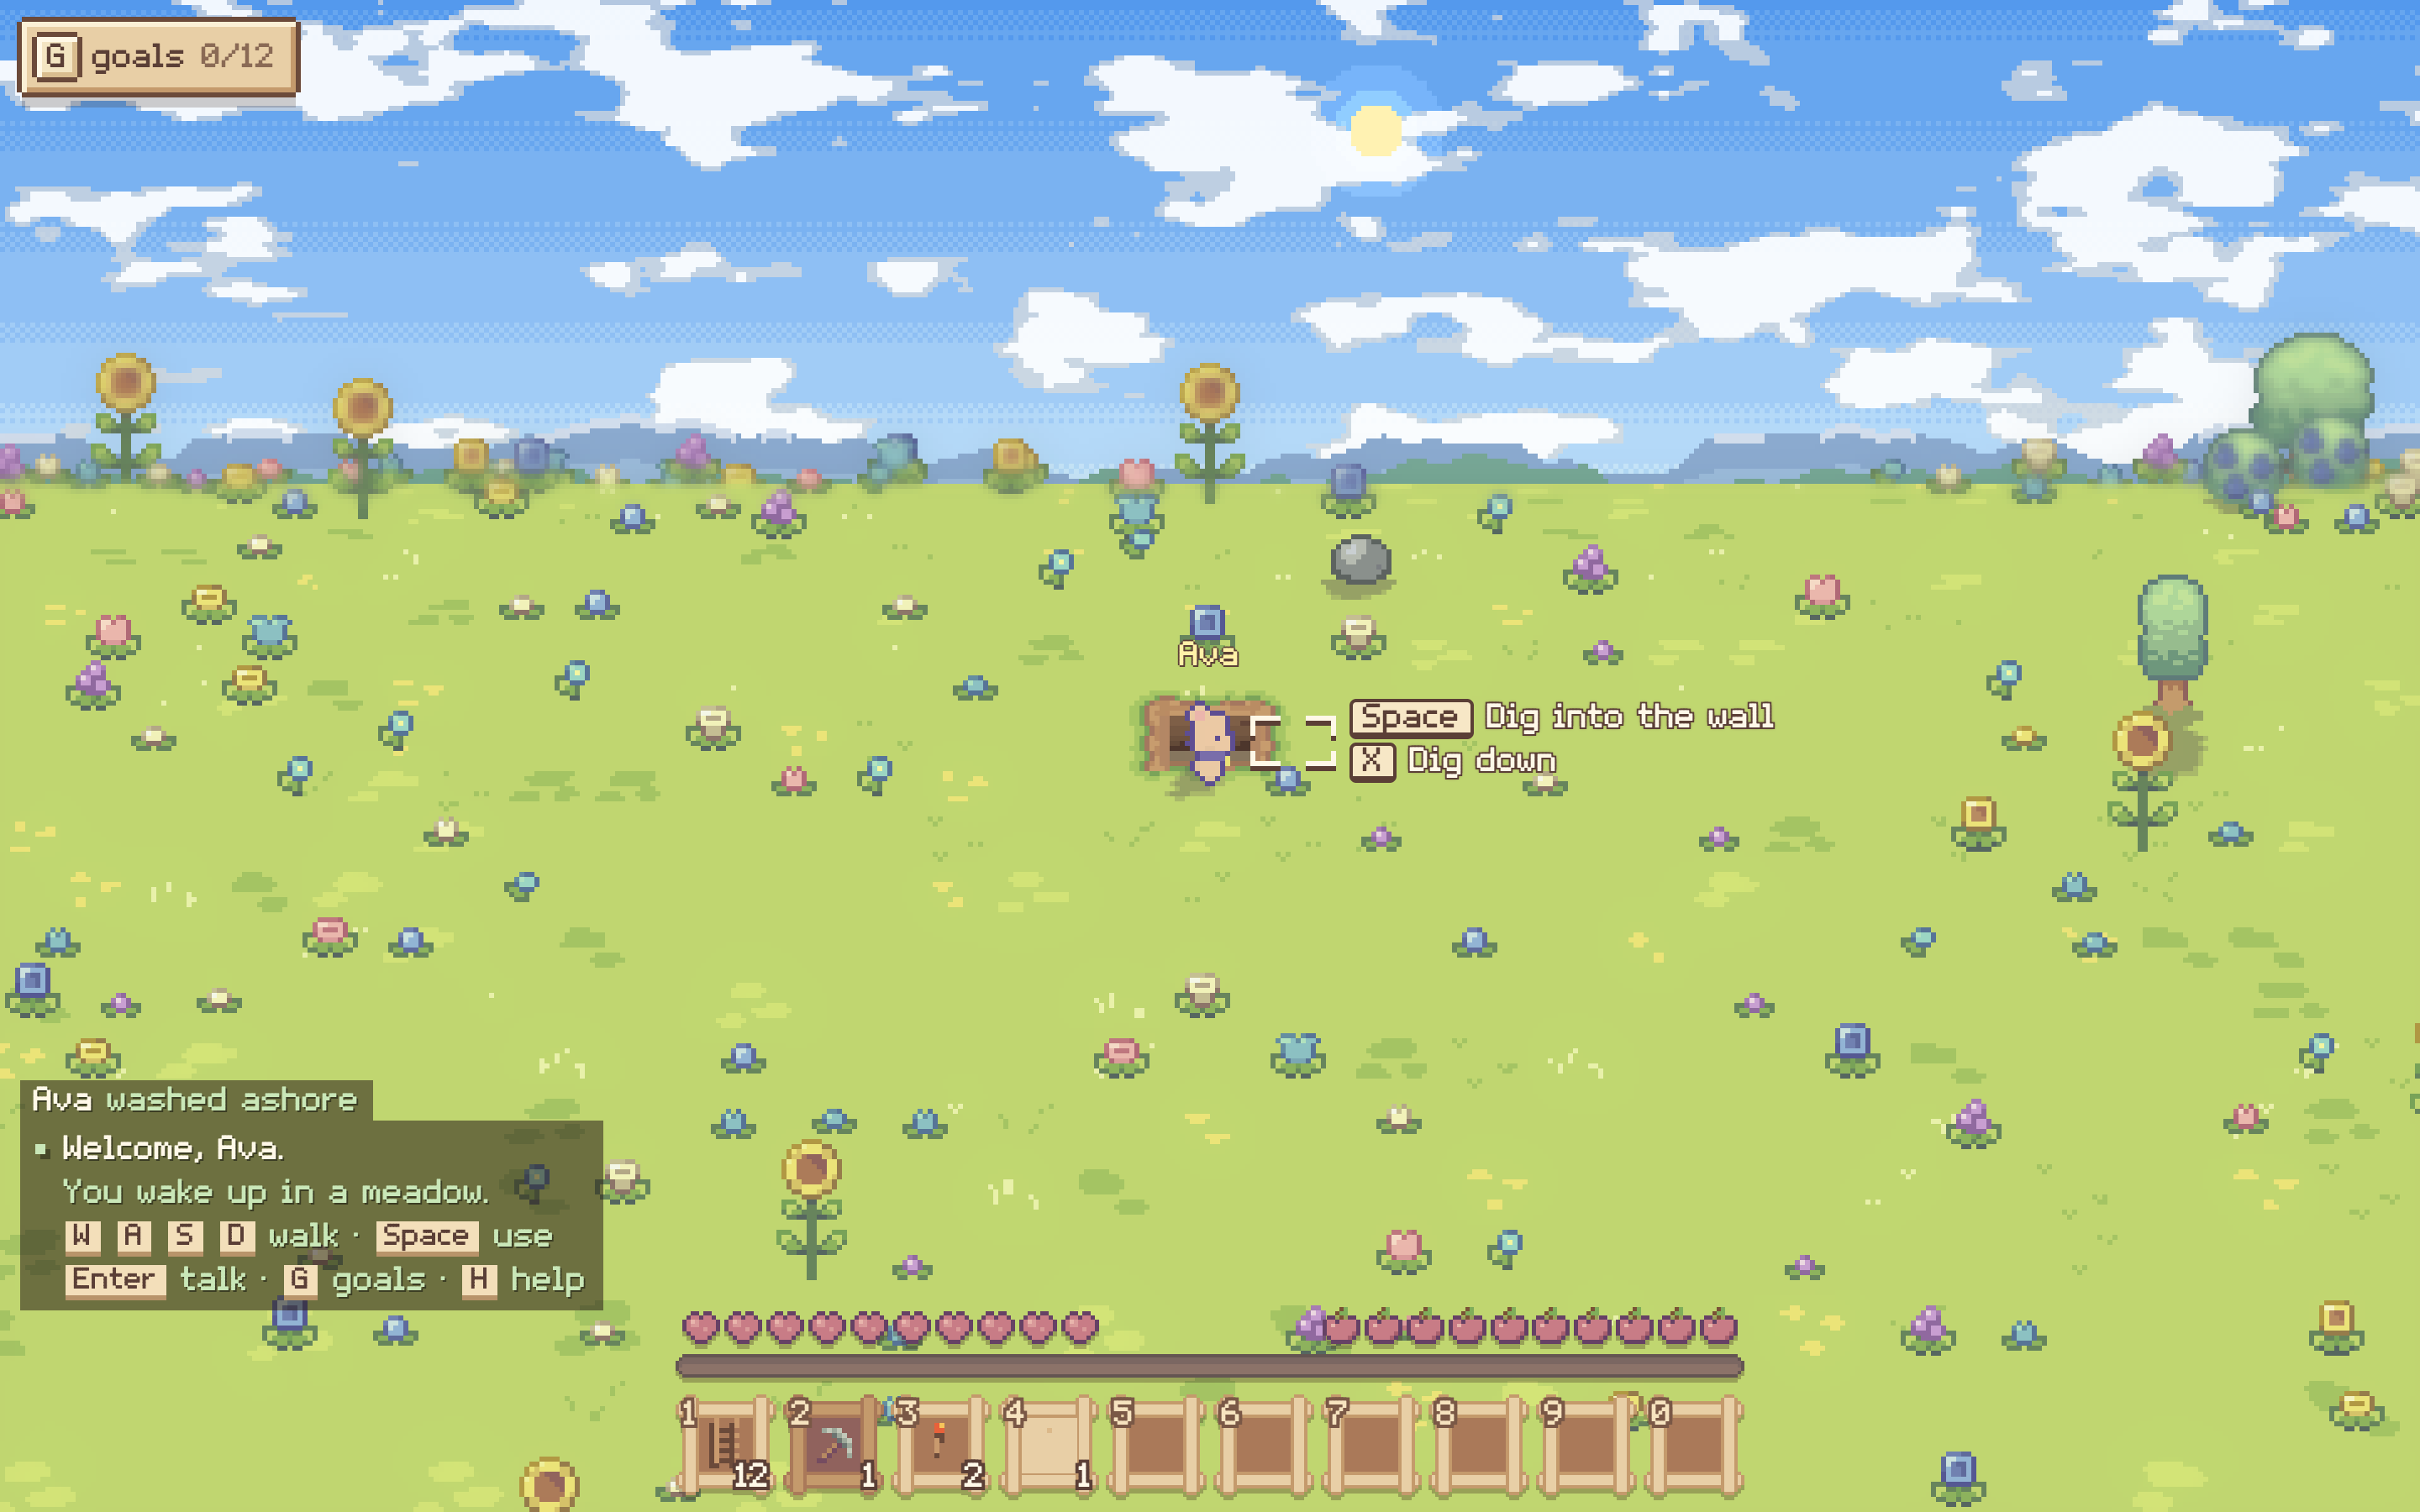 G goals 0/12
Ava
Space Dig into the wall
X Dig down
Ava washed ashore
Welcome, Ava.
You wake up in a meadow.
W A S D walk · Space use
Enter talk · G goals · H help
1 2 3 4 5 6 7 8 9 0
12 1 2 1